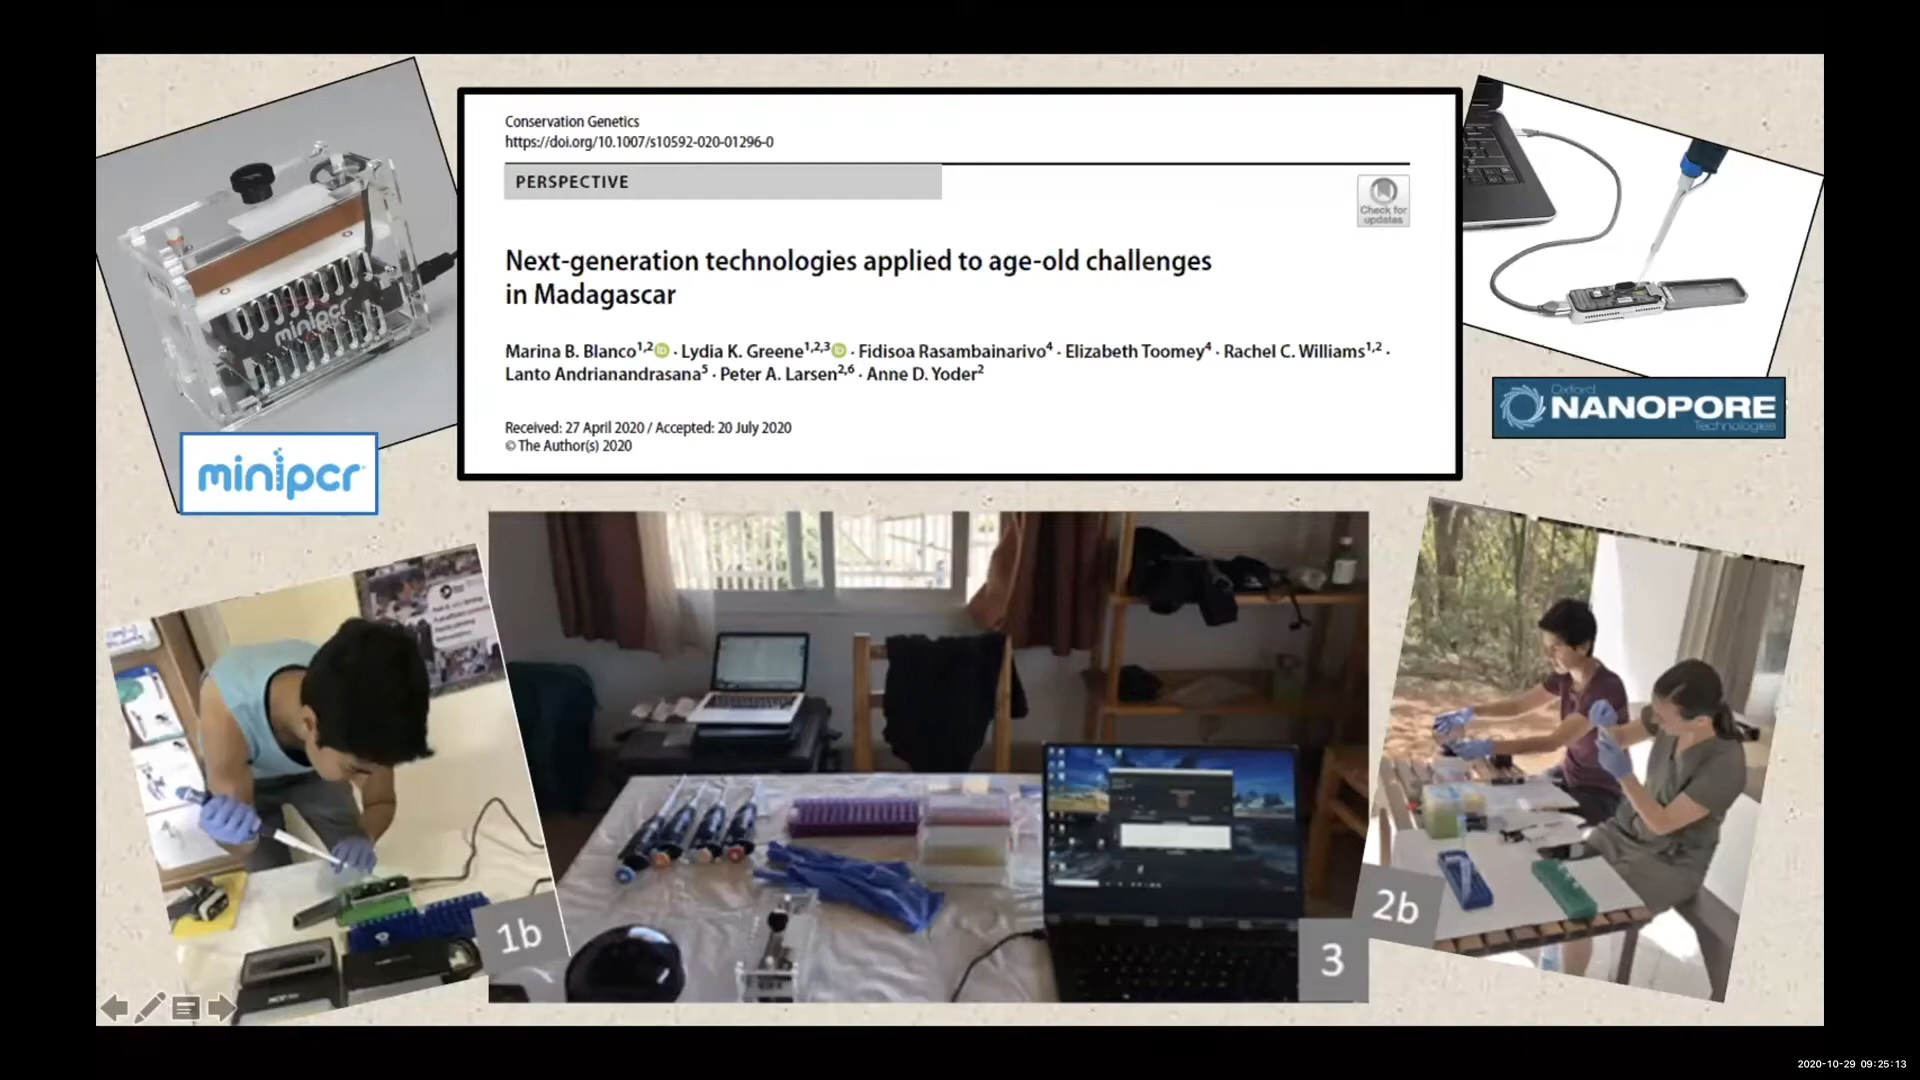 Conservation Genetics
https://doi.org/10.1007/s10592-020-01296-0
PERSPECTIVE
Check for
updates
Next-generation technologies applied to age-old challenges
in Madagascar
Marina B. Blanco1,2 · Lydia K. Greene1,2,3 · Fidisoa Rasambainarivo4 · Elizabeth Toomey4 · Rachel C. Williams1,2 ·
Lanto Andrianandrasana5 · Peter A. Larsen2,6 · Anne D. Yoder2
Received: 27 April 2020 / Accepted: 20 July 2020
© The Author(s) 2020
minipcr
minipcr
Oxford
NANOPORE
Technologies
1b
3
2b
2020-10-29 09:25:13